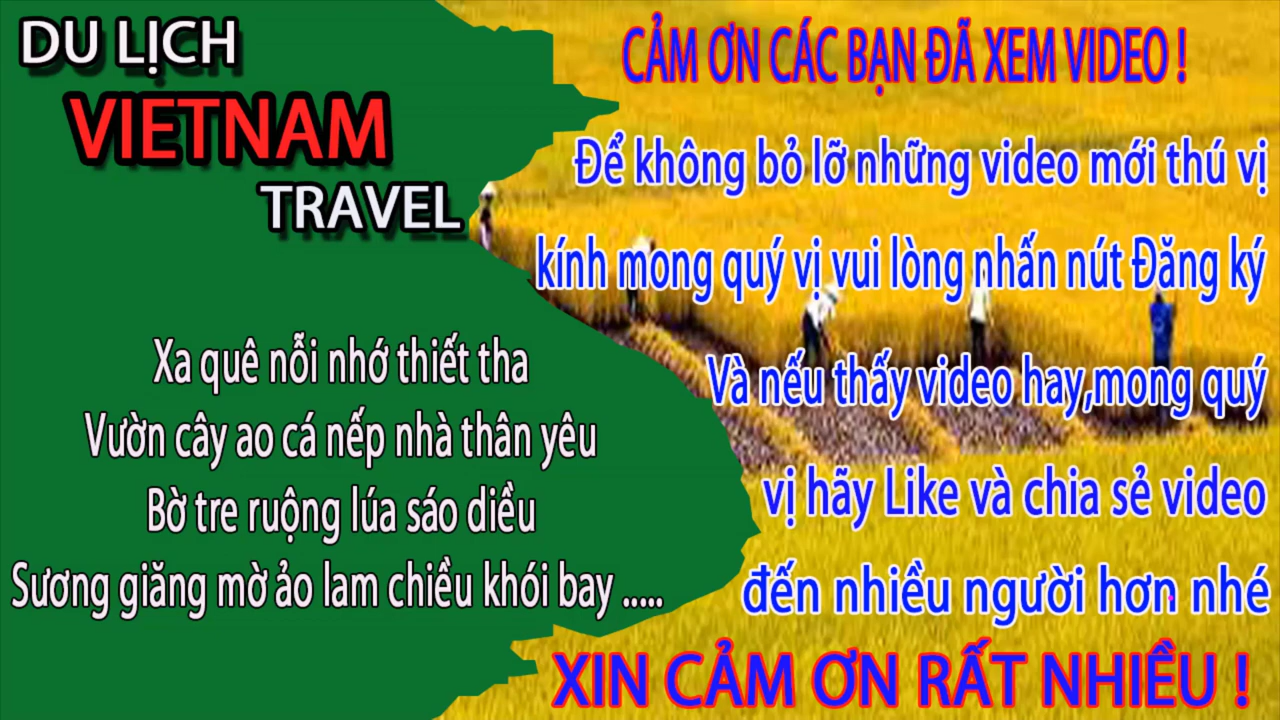 DU LỊCH
VIETNAM
TRAVEL
Xa quê nỗi nhớ thiết tha
Vườn cây ao cá nếp nhà thân yêu
Bờ tre ruộng lúa sáo diều
Sương giăng mờ ảo lam chiều khói bay .....
CẢM ƠN CÁC BẠN ĐÃ XEM VIDEO !
Để không bỏ lỡ những video mới thú vị
kính mong quý vị vui lòng nhấn nút Đăng ký
Và nếu thấy video hay,mong quý
vị hãy Like và chia sẻ video
đến nhiều người hơn nhé
XIN CẢM ƠN RẤT NHIỀU !